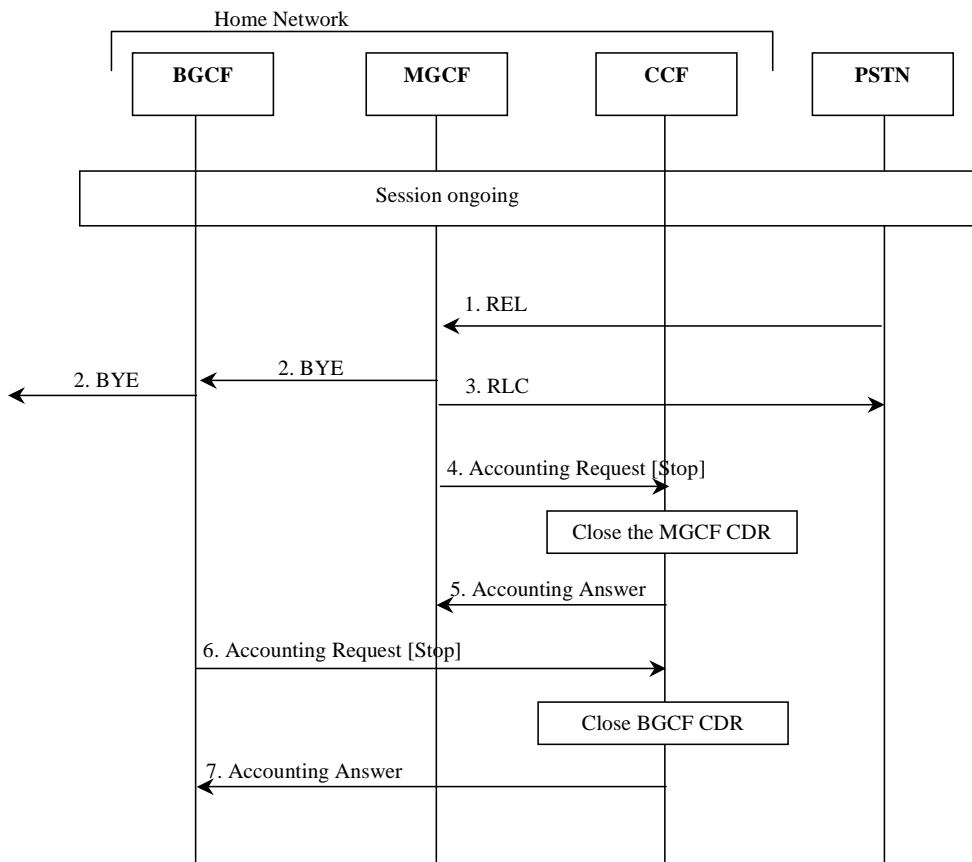 Home Network
BGCF
MGCF
CCF
PSTN
Session ongoing
1. REL
2. BYE
2. BYE
3. RLC
4. Accounting Request [Stop]
Close the MGCF CDR
5. Accounting Answer
6. Accounting Request [Stop]
Close BGCF CDR
7. Accounting Answer